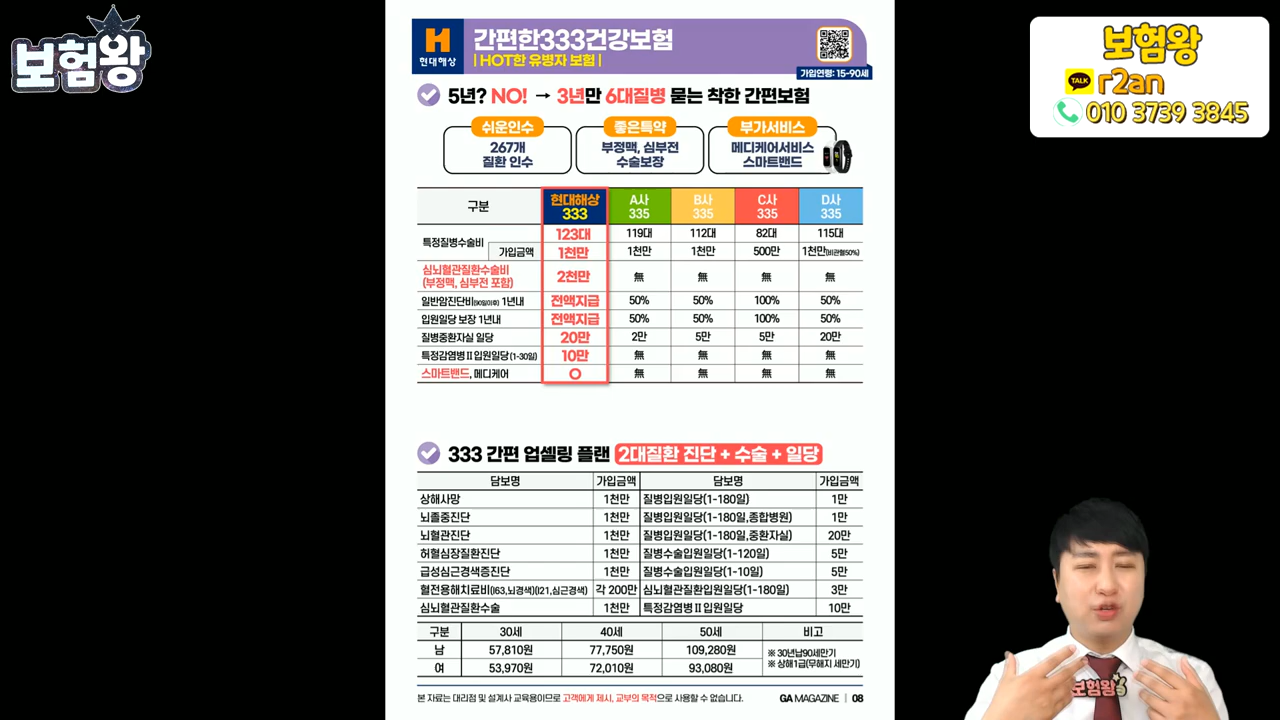 보험왕
보험왕
TALK r2an
010 3739 3845
H
현대해상
간편한333건강보험
| HOT한 유병자 보험 |
가입연령: 15-90세
5년? NO! → 3년만 6대질병 묻는 착한 간편보험
쉬운인수 좋은특약 부가서비스
267개 부정맥, 심부전 메디케어서비스
질환 인수 수술보장 스마트밴드
구분 현대해상 333 A사 335 B사 335 C사 335 D사 335
특정질병수술비 123대 119대 112대 82대 115대
가입금액 1천만 1천만 1천만 500만 1천만(비관혈50%)
심뇌혈관질환수술비 (부정맥, 심부전 포함) 2천만 無 無 無 無
일반암진단비(90일이후) 1년내 전액지급 50% 50% 100% 50%
입원일당 보장 1년내 전액지급 50% 50% 100% 50%
질병중환자실 일당 20만 2만 5만 5만 20만
특정감염병Ⅱ입원일당(1-30일) 10만 無 無 無 無
스마트밴드, 메디케어 O 無 無 無 無
333 간편 업셀링 플랜 2대질환 진단 + 수술 + 일당
담보명 가입금액 담보명 가입금액
상해사망 1천만 질병입원일당(1-180일) 1만
뇌졸중진단 1천만 질병입원일당(1-180일,종합병원) 1만
뇌혈관진단 1천만 질병입원일당(1-180일,중환자실) 20만
허혈심장질환진단 1천만 질병수술입원일당(1-120일) 5만
급성심근경색증진단 1천만 질병수술입원일당(1-10일) 5만
혈전용해치료비(I63,뇌경색)(I21,심근경색) 각 200만 심뇌혈관질환입원일당(1-180일) 3만
심뇌혈관질환수술 1천만 특정감염병Ⅱ입원일당 10만
구분 30세 40세 50세 비고
남 57,810원 77,750원 109,280원 ※ 30년납90세만기
여 53,970원 72,010원 93,080원 ※ 상해1급(무해지 세만기)
본 자료는 대리점 및 설계사 교육용이므로 고객에게 제시, 교부의 목적으로 사용할 수 없습니다. GA MAGAZINE | 08
보험왕